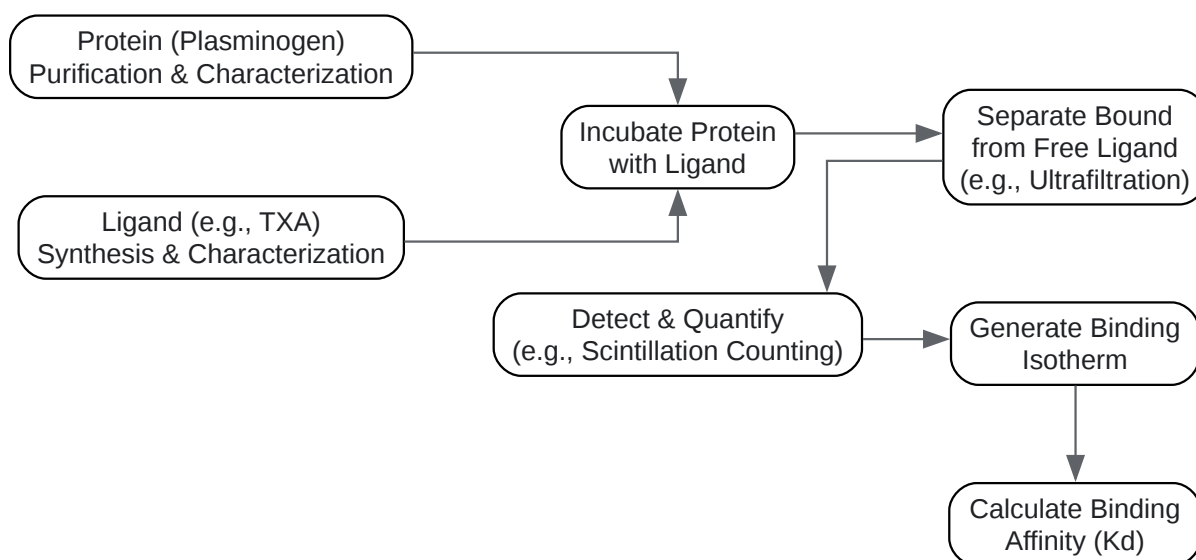 Protein (Plasminogen)
Purification & Characterization
Incubate Protein
with Ligand
Separate Bound
from Free Ligand
(e.g., Ultrafiltration)
Ligand (e.g., TXA)
Synthesis & Characterization
Detect & Quantify
(e.g., Scintillation Counting)
Generate Binding
Isotherm
Calculate Binding
Affinity (Kd)